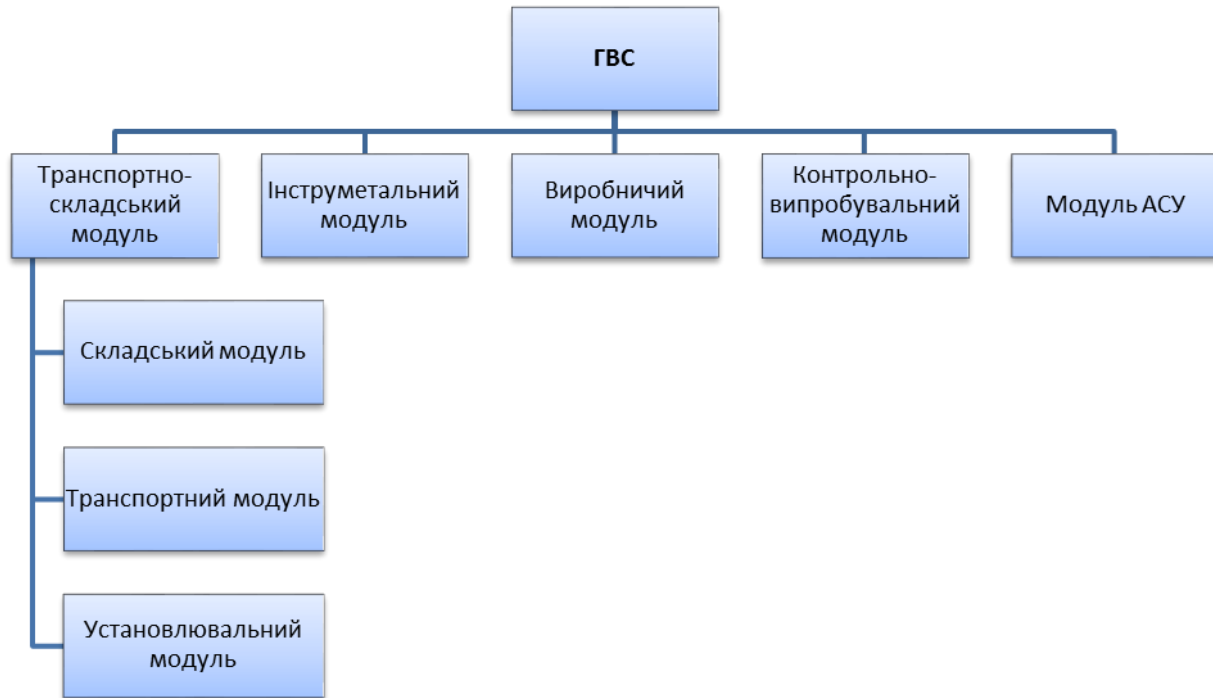 ГВС
Транспортно-
складський
модуль
Інструметальний
модуль
Виробничий
модуль
Контрольно-
випробувальний
модуль
Модуль АСУ
Складський модуль
Транспортний модуль
Установлювальний
модуль